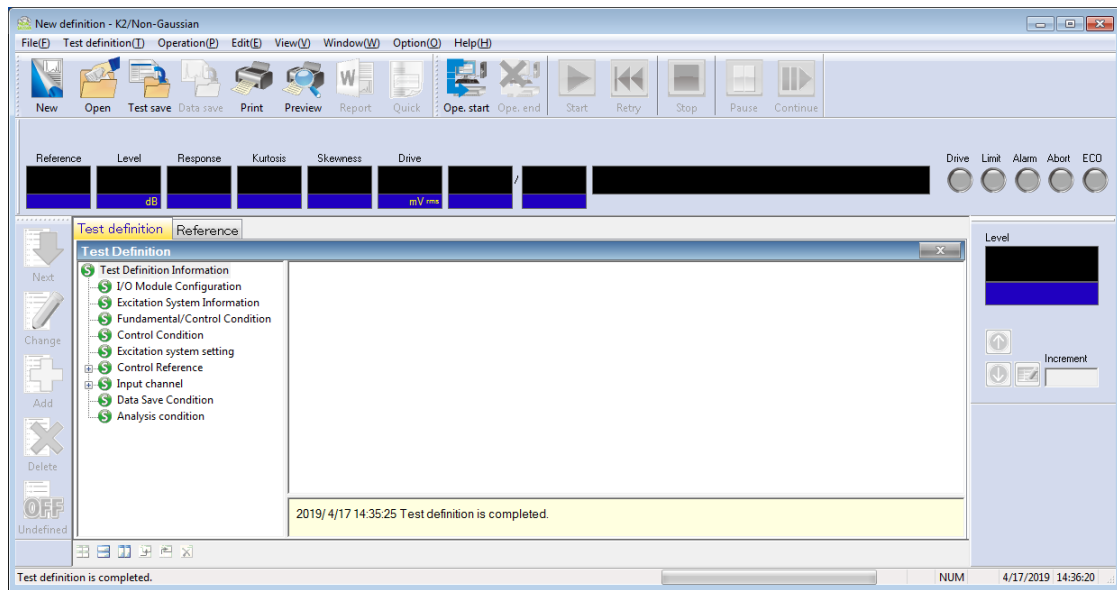 New definition - K2/Non-Gaussian
File(F) Test definition(T) Operation(P) Edit(E) View(V) Window(W) Option(O) Help(H)
New Open Test save Data save Print Preview Report Quick Ope. start Ope. end Start Retry Stop Pause Continue
Reference Level Response Kurtosis Skewness Drive Drive Limit Alarm Abort ECO
/
dB mV rms
Test definition Reference
Level
Test Definition
Next
Change
Add
Delete
OFF
Undefined
Test Definition Information
I/O Module Configuration
Excitation System Information
Fundamental/Control Condition
Control Condition
Excitation system setting
Control Reference
Input channel
Data Save Condition
Analysis condition
Increment
2019/ 4/17 14:35:25 Test definition is completed.
Test definition is completed. NUM 4/17/2019 14:36:20